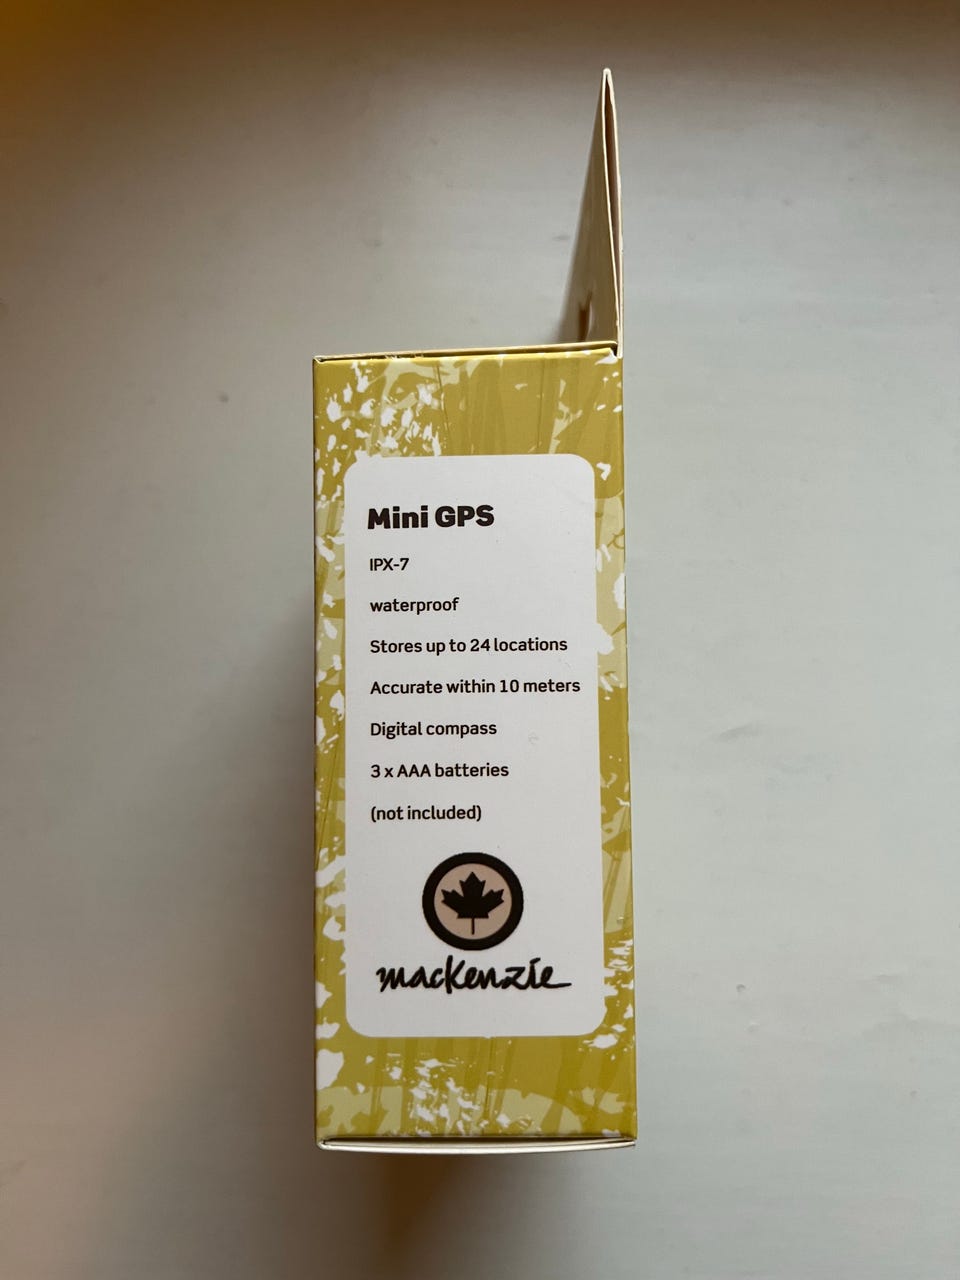 Mini GPS
IPX-7
waterproof
Stores up to 24 locations
Accurate within 10 meters
Digital compass
3 x AAA batteries
(not included)
mackenzie